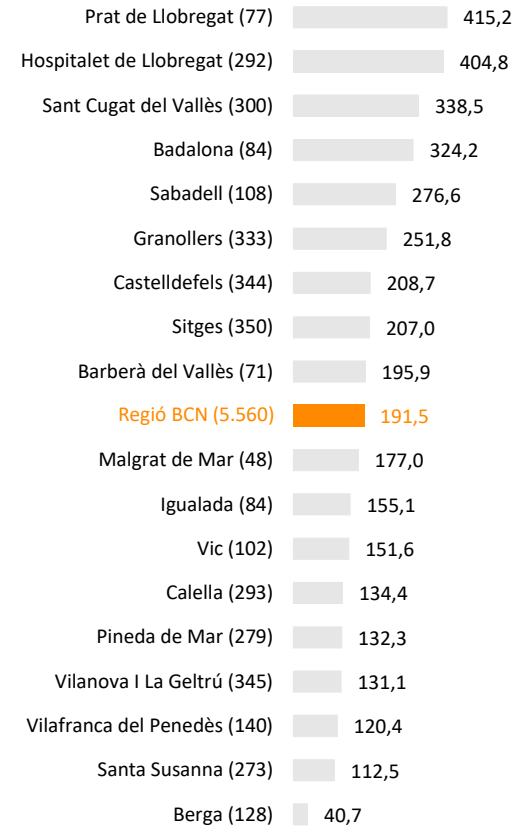 Prat de Llobregat (77) 415,2
Hospitalet de Llobregat (292) 404,8
Sant Cugat del Vallès (300) 338,5
Badalona (84) 324,2
Sabadell (108) 276,6
Granollers (333) 251,8
Castelldefels (344) 208,7
Sitges (350) 207,0
Barberà del Vallès (71) 195,9
Regió BCN (5.560) 191,5
Malgrat de Mar (48) 177,0
Igualada (84) 155,1
Vic (102) 151,6
Calella (293) 134,4
Pineda de Mar (279) 132,3
Vilanova I La Geltrú (345) 131,1
Vilafranca del Penedès (140) 120,4
Santa Susanna (273) 112,5
Berga (128) 40,7